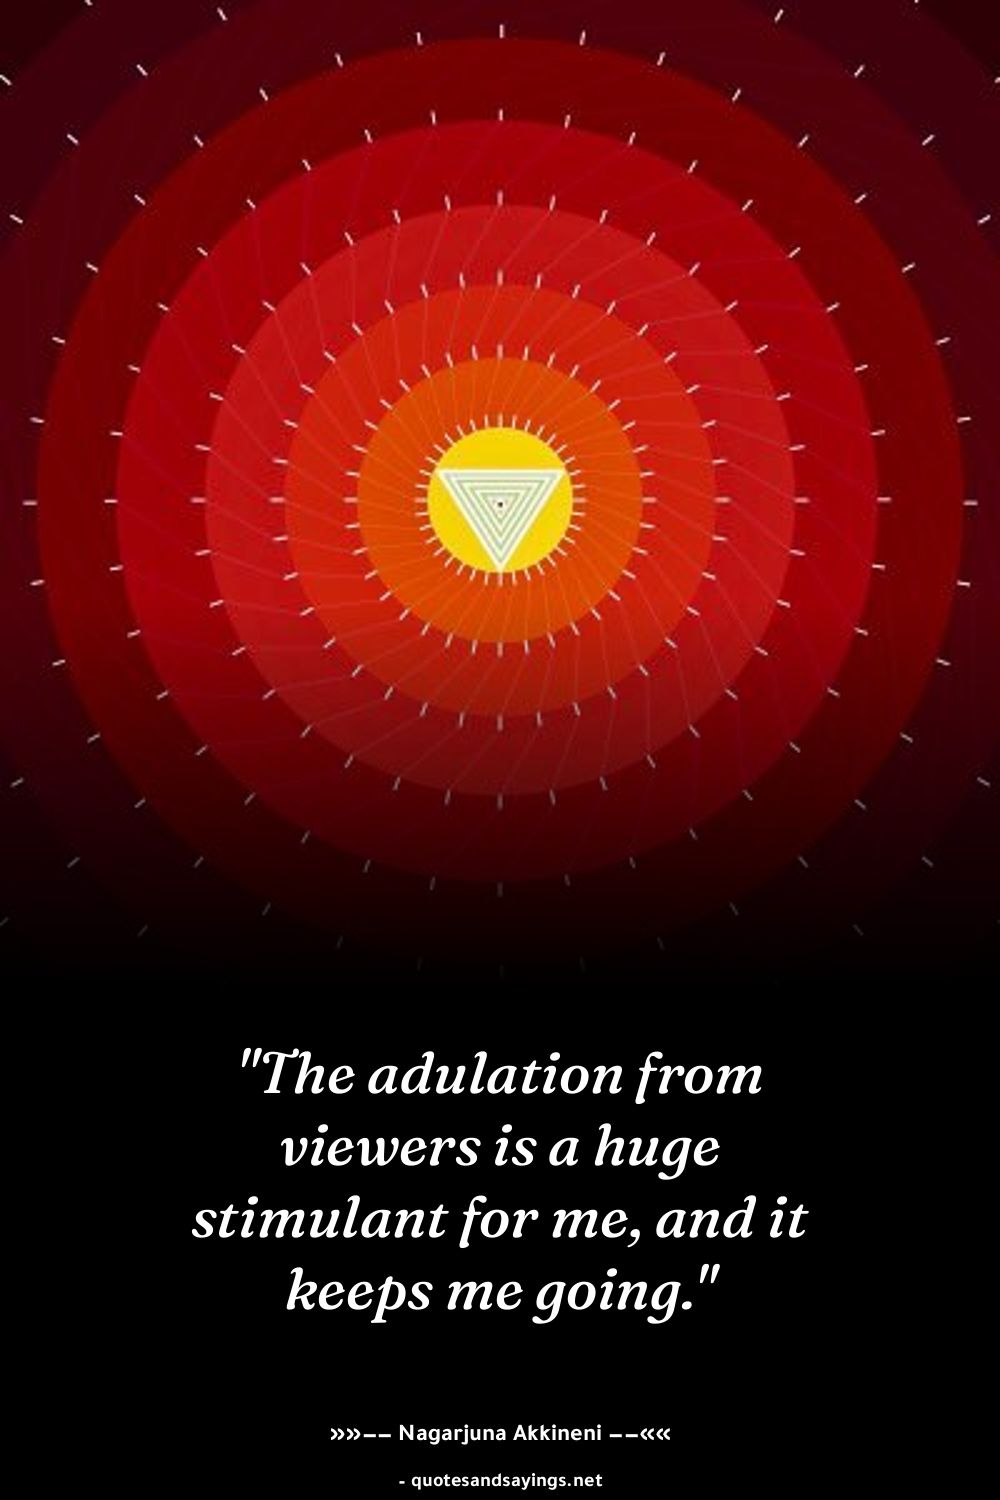 "The adulation from
viewers is a huge
stimulant for me, and it
keeps me going."
»»–– Nagarjuna Akkineni ––««
- quotesandsayings.net